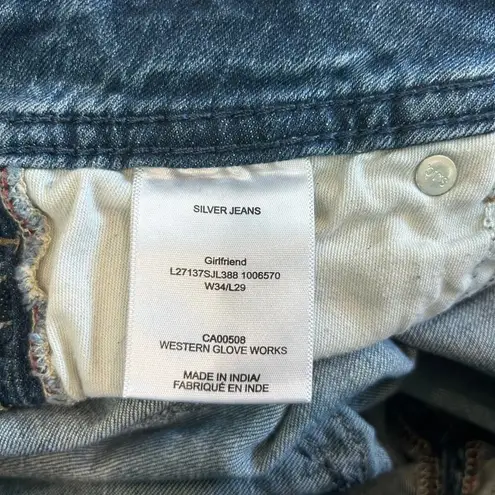 SILVER JEANS
Girlfriend
L27137SJL388 1006570
W34/L29
CA00508
WESTERN GLOVE WORKS
MADE IN INDIA/
FABRIQUÉ EN INDE